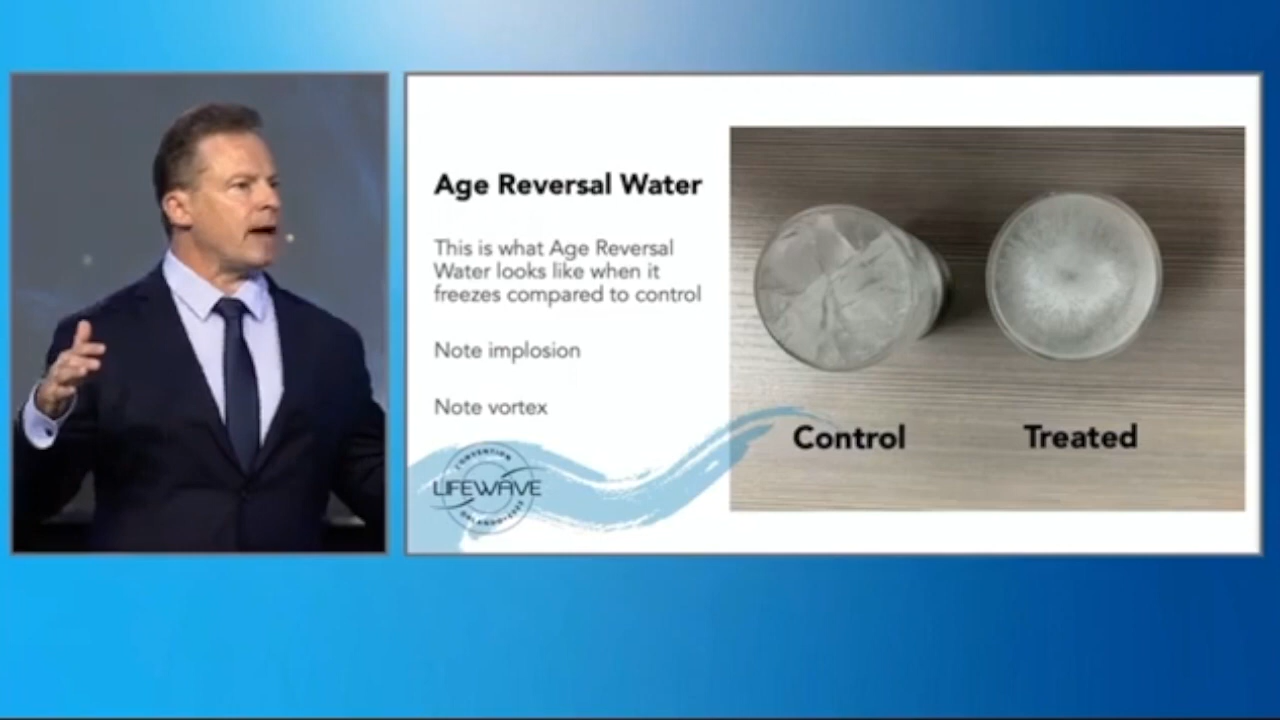 Age Reversal Water
This is what Age Reversal
Water looks like when it
freezes compared to control
Note implosion
Note vortex
CONVENTION
LIFEWAVE
Control
Treated